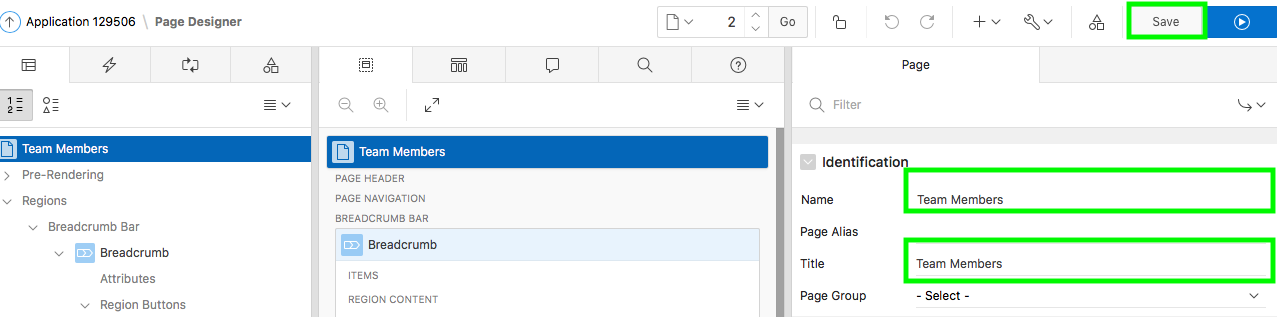 Application 129506 \ Page Designer
2 Go
Save
Page
Filter
Team Members
Pre-Rendering
Regions
Breadcrumb Bar
Breadcrumb
Attributes
Region Buttons
Team Members
PAGE HEADER
PAGE NAVIGATION
BREADCRUMB BAR
Breadcrumb
ITEMS
REGION CONTENT
Identification
Name Team Members
Page Alias
Title Team Members
Page Group - Select -